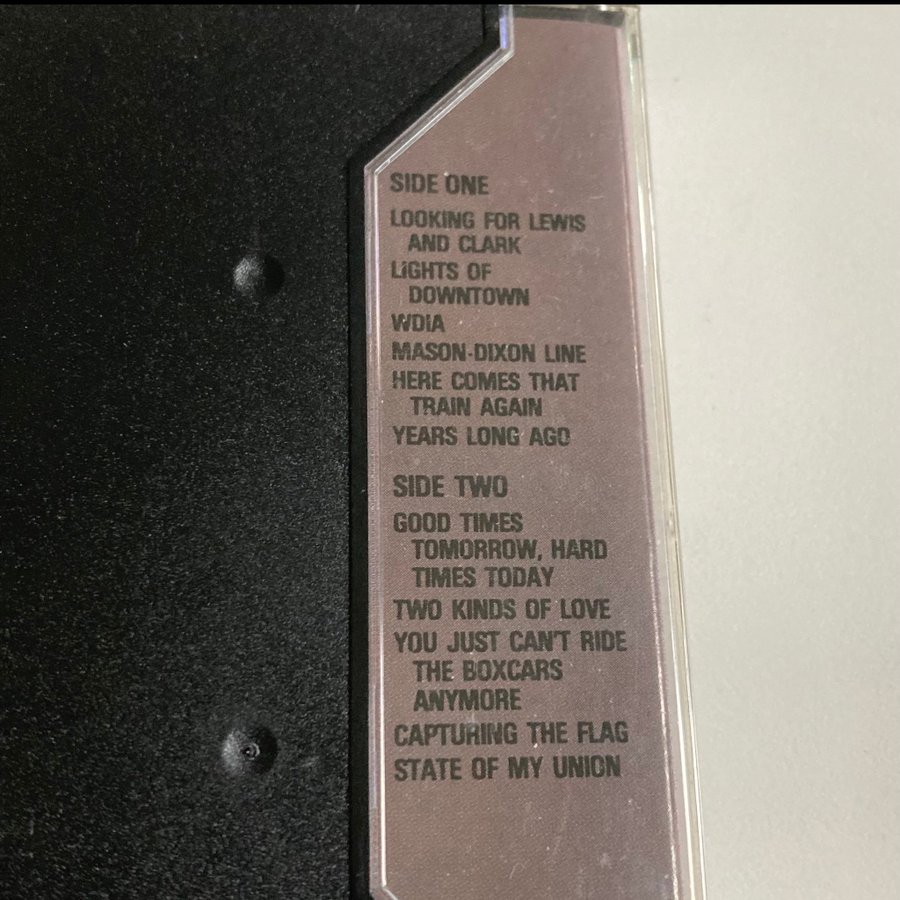 SIDE ONE
LOOKING FOR LEWIS
AND CLARK
LIGHTS OF
DOWNTOWN
WDIA
MASON-DIXON LINE
HERE COMES THAT
TRAIN AGAIN
YEARS LONG AGO
SIDE TWO
GOOD TIMES
TOMORROW, HARD
TIMES TODAY
TWO KINDS OF LOVE
YOU JUST CAN'T RIDE
THE BOXCARS
ANYMORE
CAPTURING THE FLAG
STATE OF MY UNION